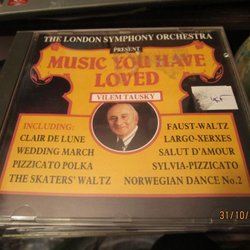 THE LONDON SYMPHONY ORCHESTRA
PRESENT
MUSIC YOU HAVE
LOVED
VILEM TAUSKY
INCLUDING:
CLAIR DE LUNE
WEDDING MARCH
PIZZICATO POLKA
THE SKATERS' WALTZ
FAUST-WALTZ
LARGO-XERXES
SALUT D'AMOUR
SYLVIA-PIZZICATO
NORWEGIAN DANCE No.2
31/10/